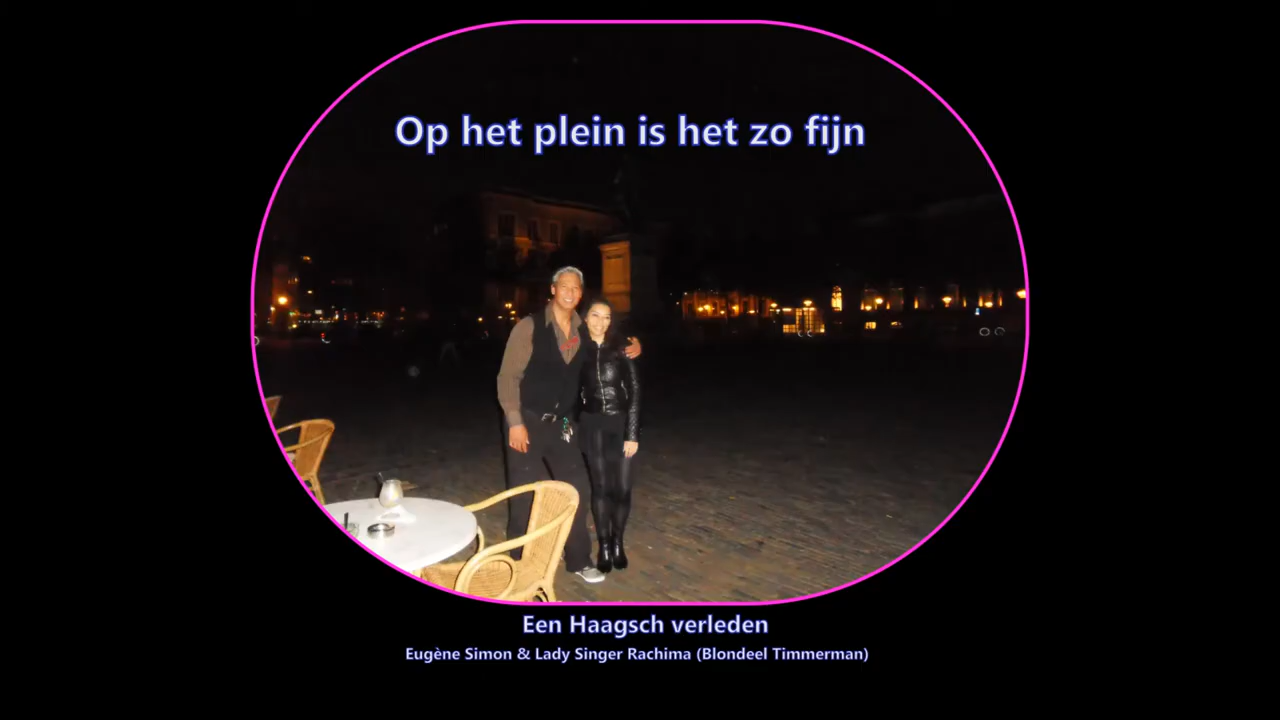 Op het plein is het zo fijn
Een Haagsch verleden
Eugène Simon & Lady Singer Rachima (Blondeel Timmerman)